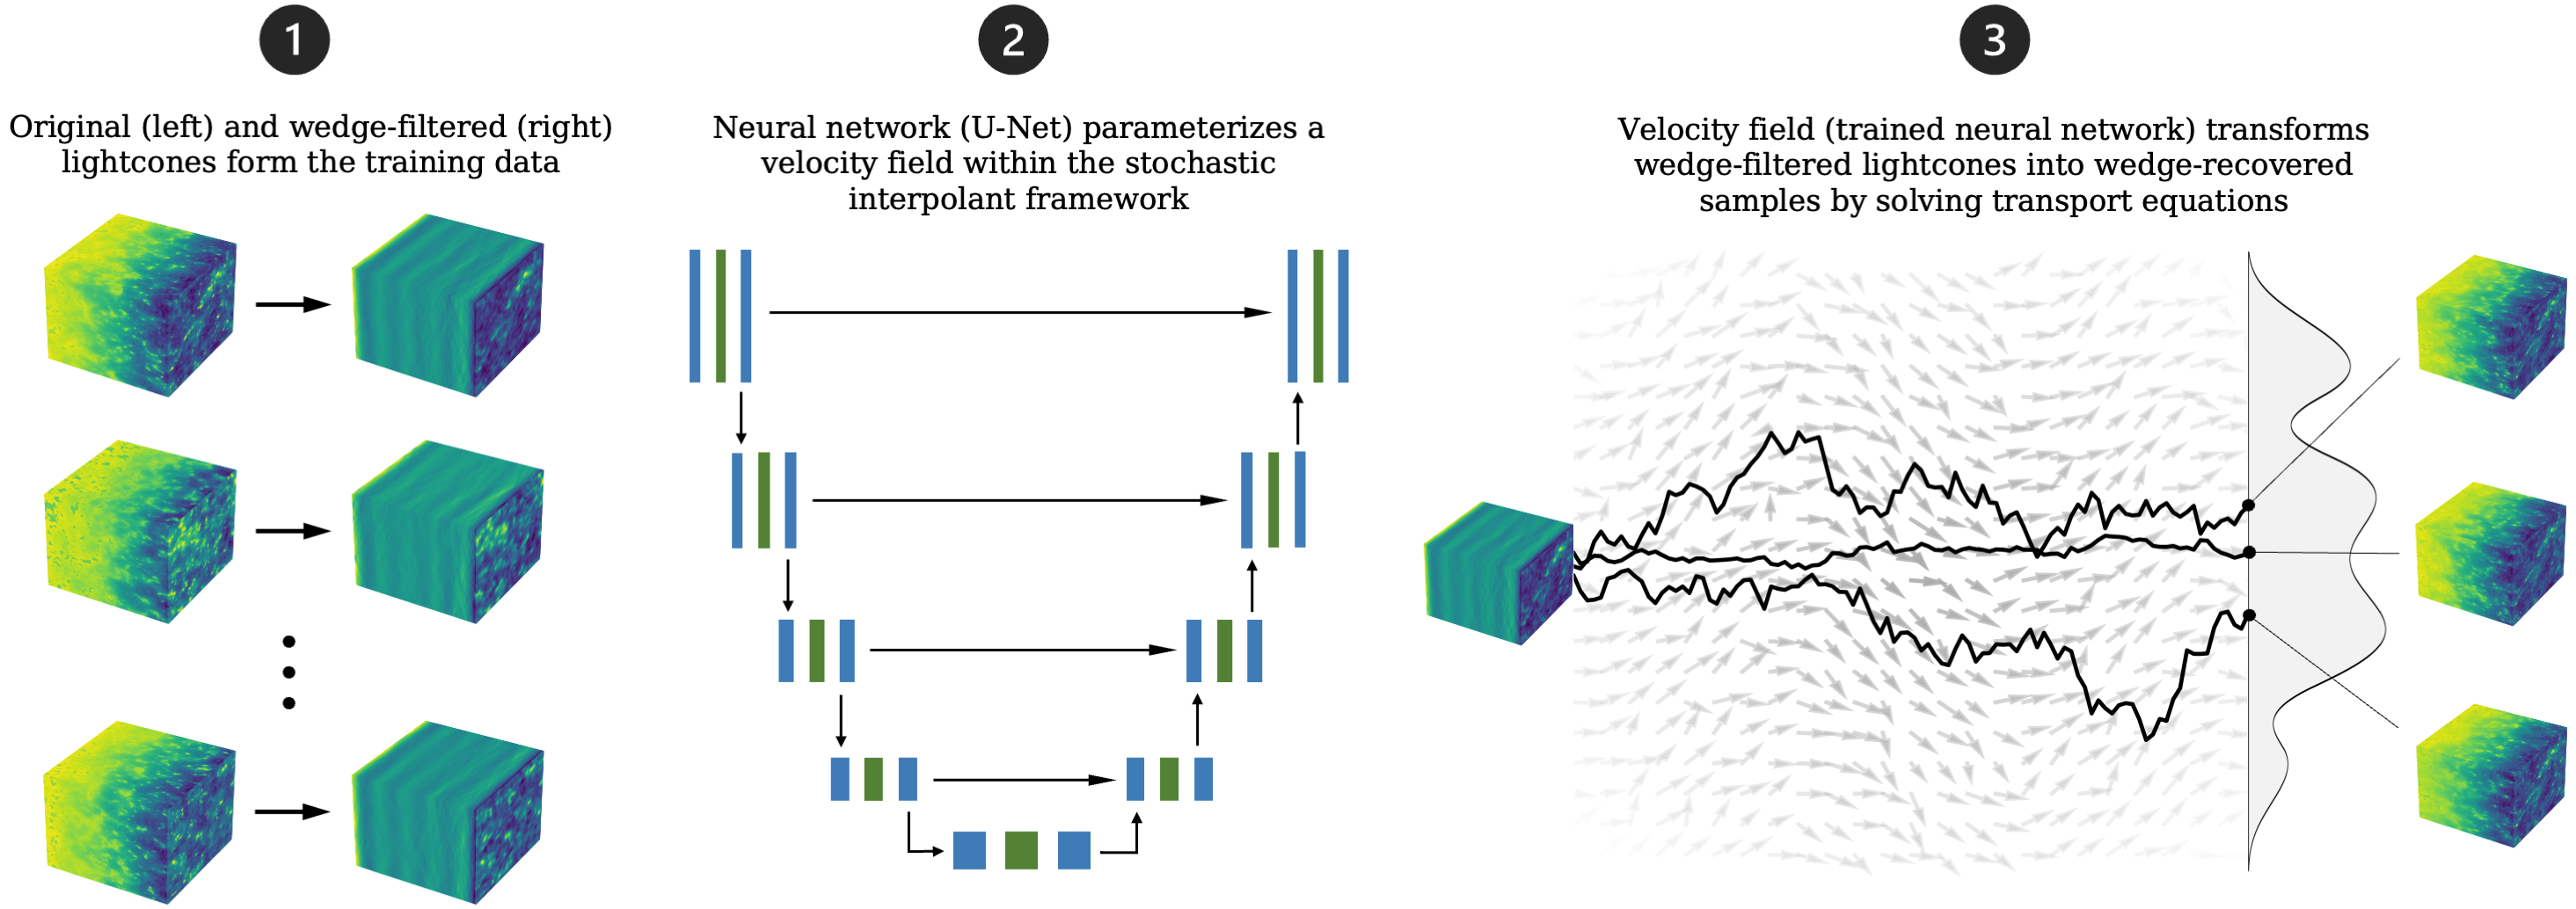 1
Original (left) and wedge-filtered (right)
lightcones form the training data
2
Neural network (U-Net) parameterizes a
velocity field within the stochastic
interpolant framework
3
Velocity field (trained neural network) transforms
wedge-filtered lightcones into wedge-recovered
samples by solving transport equations